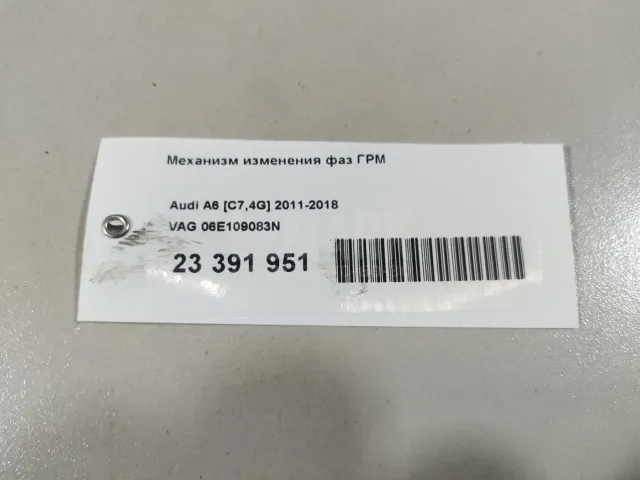 Механизм изменения фаз ГРМ
Audi A6 [C7,4G] 2011-2018
VAG 06E109083N
23 391 951